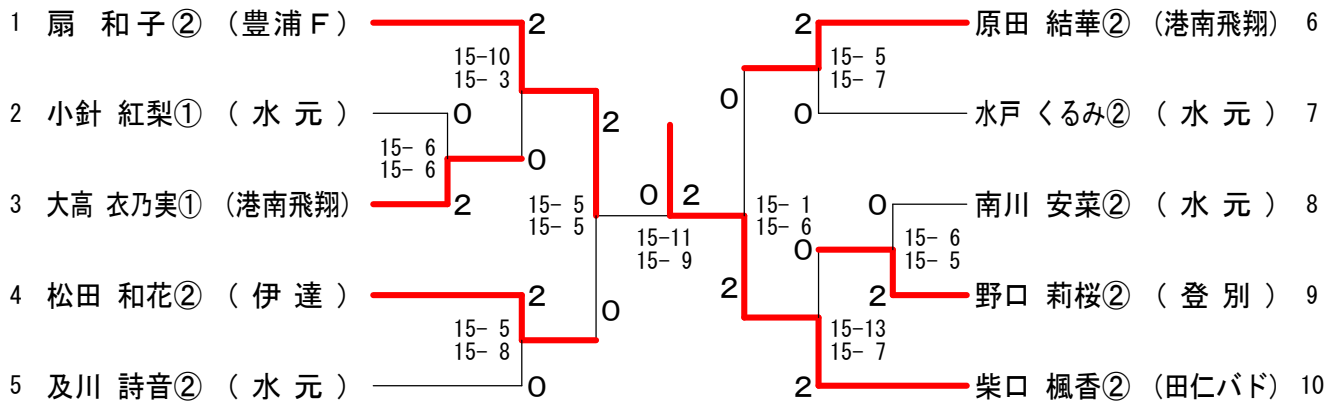 1 扇 和子② (豊浦F) 2
15-10
15- 3
2 小針 紅梨① ( 水 元 ) 0
15- 6
15- 6
0
3 大高 衣乃実① (港南飛翔) 2
2
15- 5
15- 5
4 松田 和花② ( 伊 達 ) 2
0
15- 5
15- 8
5 及川 詩音② ( 水 元 ) 0
0 2
15-11
15- 9
2 原田 結華② (港南飛翔) 6
15- 5
15- 7
0
0 水戸 くるみ② ( 水 元 ) 7
15- 1
15- 6
0 南川 安菜② ( 水 元 ) 8
15- 6
15- 5
0
2
2 野口 莉桜② ( 登 別 ) 9
15-13
15- 7
2 柴口 楓香② (田仁バド) 10